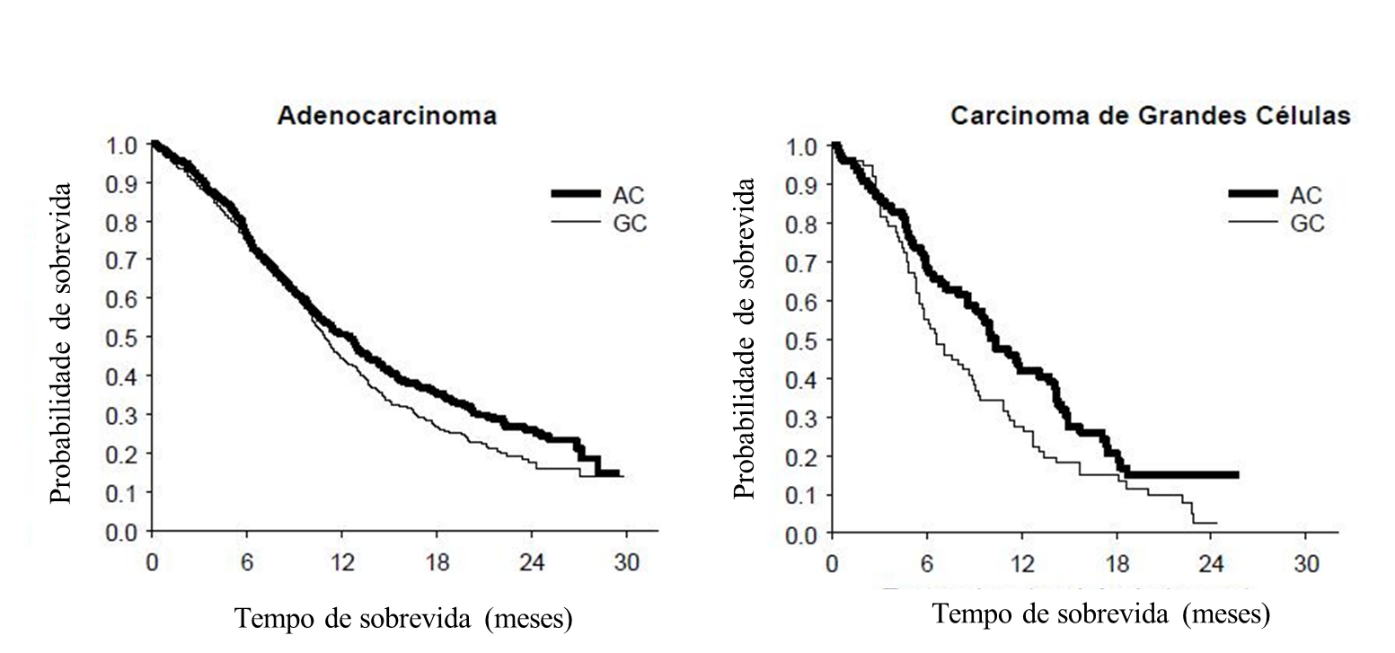 Adenocarcinoma
Probabilidade de sobrevida
1.0
0.9
0.8
0.7
0.6
0.5
0.4
0.3
0.2
0.1
0.0
AC
GC
0 6 12 18 24 30
Tempo de sobrevida (meses)
Carcinoma de Grandes Células
Probabilidade de sobrevida
1.0
0.9
0.8
0.7
0.6
0.5
0.4
0.3
0.2
0.1
0.0
AC
GC
0 6 12 18 24 30
Tempo de sobrevida (meses)